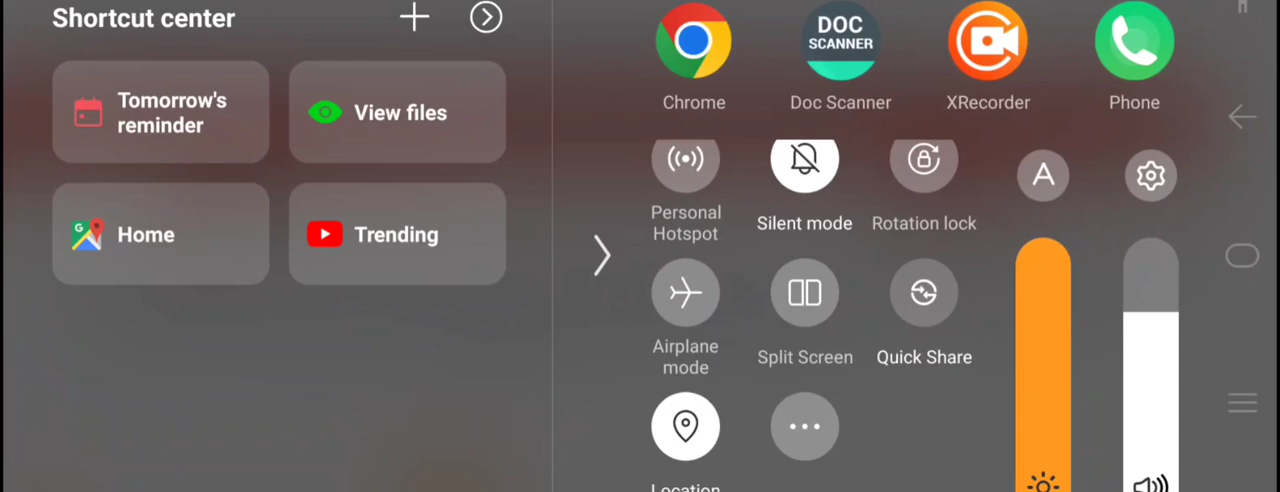 Shortcut center
Tomorrow's
reminder
View files
Home
Trending
DOC
SCANNER
Chrome
Doc Scanner
XRecorder
Phone
A
Personal
Hotspot
Silent mode
Rotation lock
Airplane
mode
Split Screen
Quick Share
Location